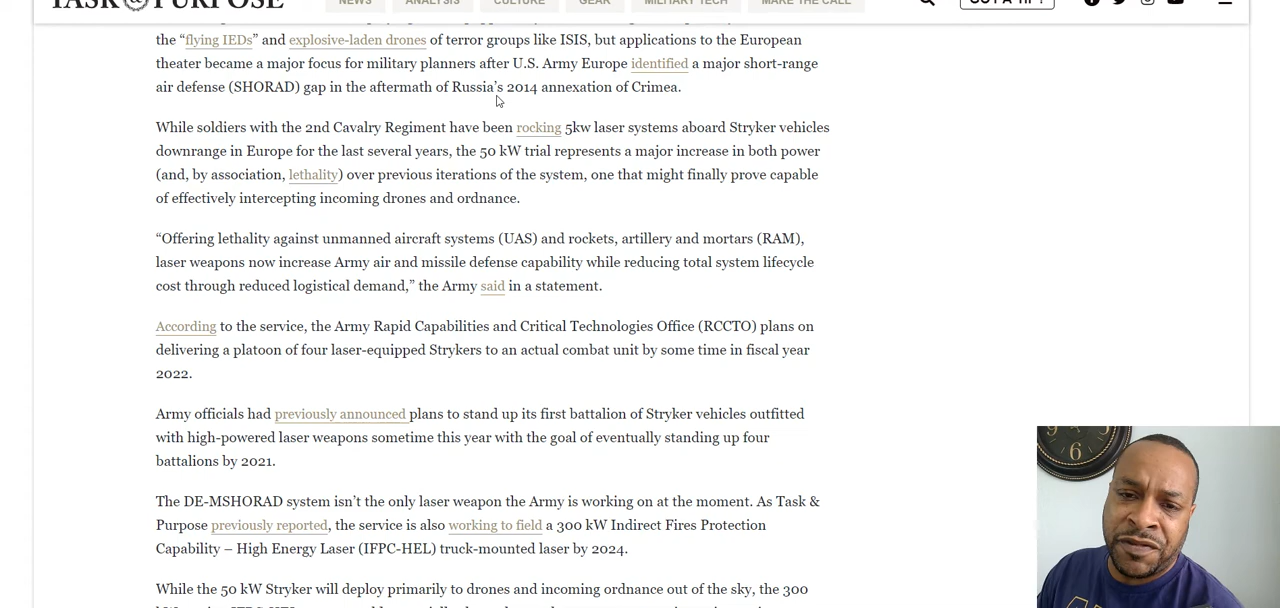 TASK & PURPOSE NEWS ANALYSIS CULTURE GEAR MILITARY TECH MAKE THE CALL GOT A TIP?
the “flying IEDs” and explosive-laden drones of terror groups like ISIS, but applications to the European
theater became a major focus for military planners after U.S. Army Europe identified a major short-range
air defense (SHORAD) gap in the aftermath of Russia’s 2014 annexation of Crimea.
While soldiers with the 2nd Cavalry Regiment have been rocking 5kw laser systems aboard Stryker vehicles
downrange in Europe for the last several years, the 50 kW trial represents a major increase in both power
(and, by association, lethality) over previous iterations of the system, one that might finally prove capable
of effectively intercepting incoming drones and ordnance.
“Offering lethality against unmanned aircraft systems (UAS) and rockets, artillery and mortars (RAM),
laser weapons now increase Army air and missile defense capability while reducing total system lifecycle
cost through reduced logistical demand,” the Army said in a statement.
According to the service, the Army Rapid Capabilities and Critical Technologies Office (RCCTO) plans on
delivering a platoon of four laser-equipped Strykers to an actual combat unit by some time in fiscal year
2022.
Army officials had previously announced plans to stand up its first battalion of Stryker vehicles outfitted
with high-powered laser weapons sometime this year with the goal of eventually standing up four
battalions by 2021.
The DE-MSHORAD system isn’t the only laser weapon the Army is working on at the moment. As Task &
Purpose previously reported, the service is also working to field a 300 kW Indirect Fires Protection
Capability – High Energy Laser (IFPC-HEL) truck-mounted laser by 2024.
While the 50 kW Stryker will deploy primarily to drones and incoming ordnance out of the sky, the 300
9
3
6